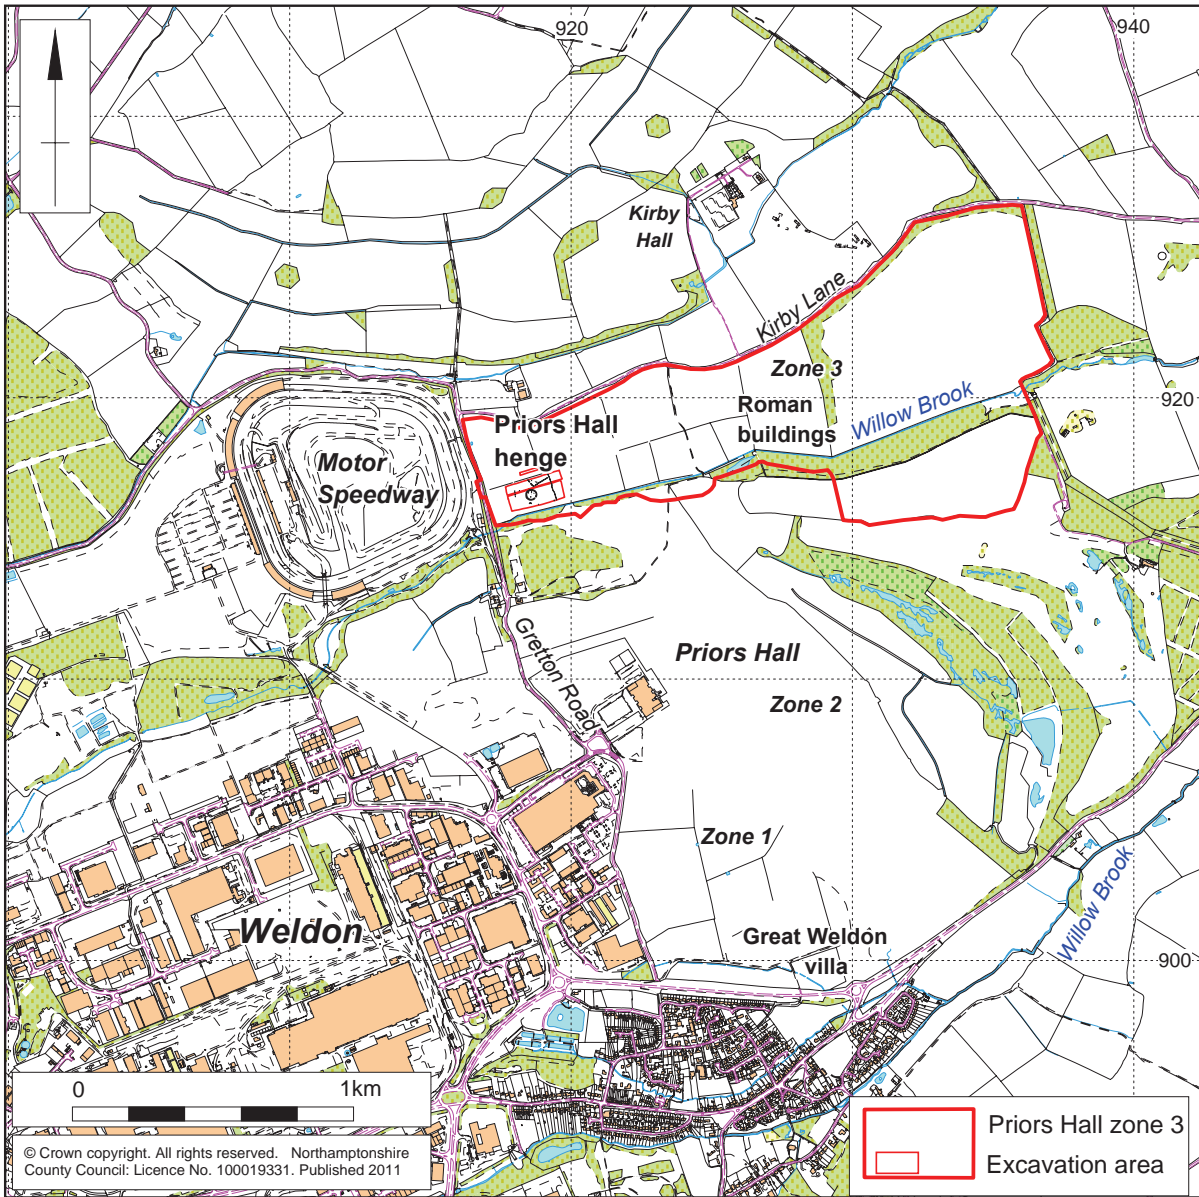 920
940
Kirby
Hall
Kirby Lane
Zone 3
920
Priors Hall
henge
Roman
buildings
Willow Brook
Motor
Speedway
Gretton Road
Priors Hall
Zone 2
Zone 1
Willow Brook
Weldon
Great Weldon
villa
900
0 1km
© Crown copyright. All rights reserved. Northamptonshire
County Council: Licence No. 100019331. Published 2011
Priors Hall zone 3
Excavation area